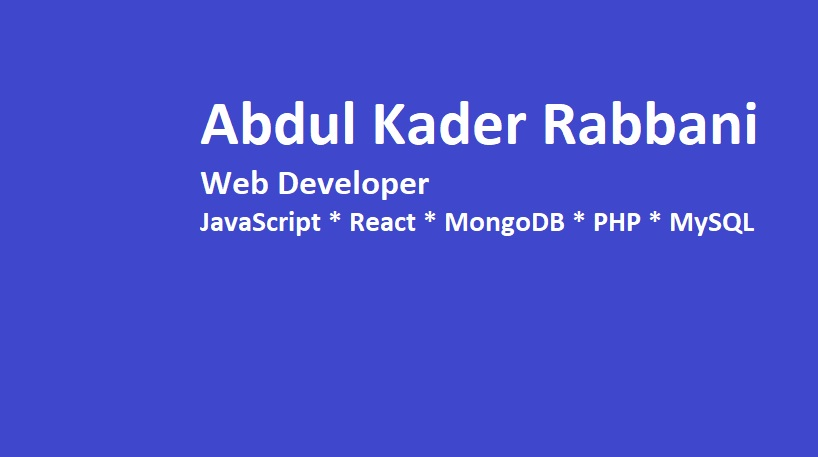 Abdul Kader Rabbani
Web Developer
JavaScript * React * MongoDB * PHP * MySQL